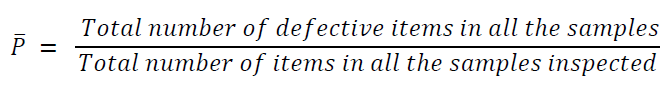 P̄ = Total number of defective items in all the samples
Total number of items in all the samples inspected